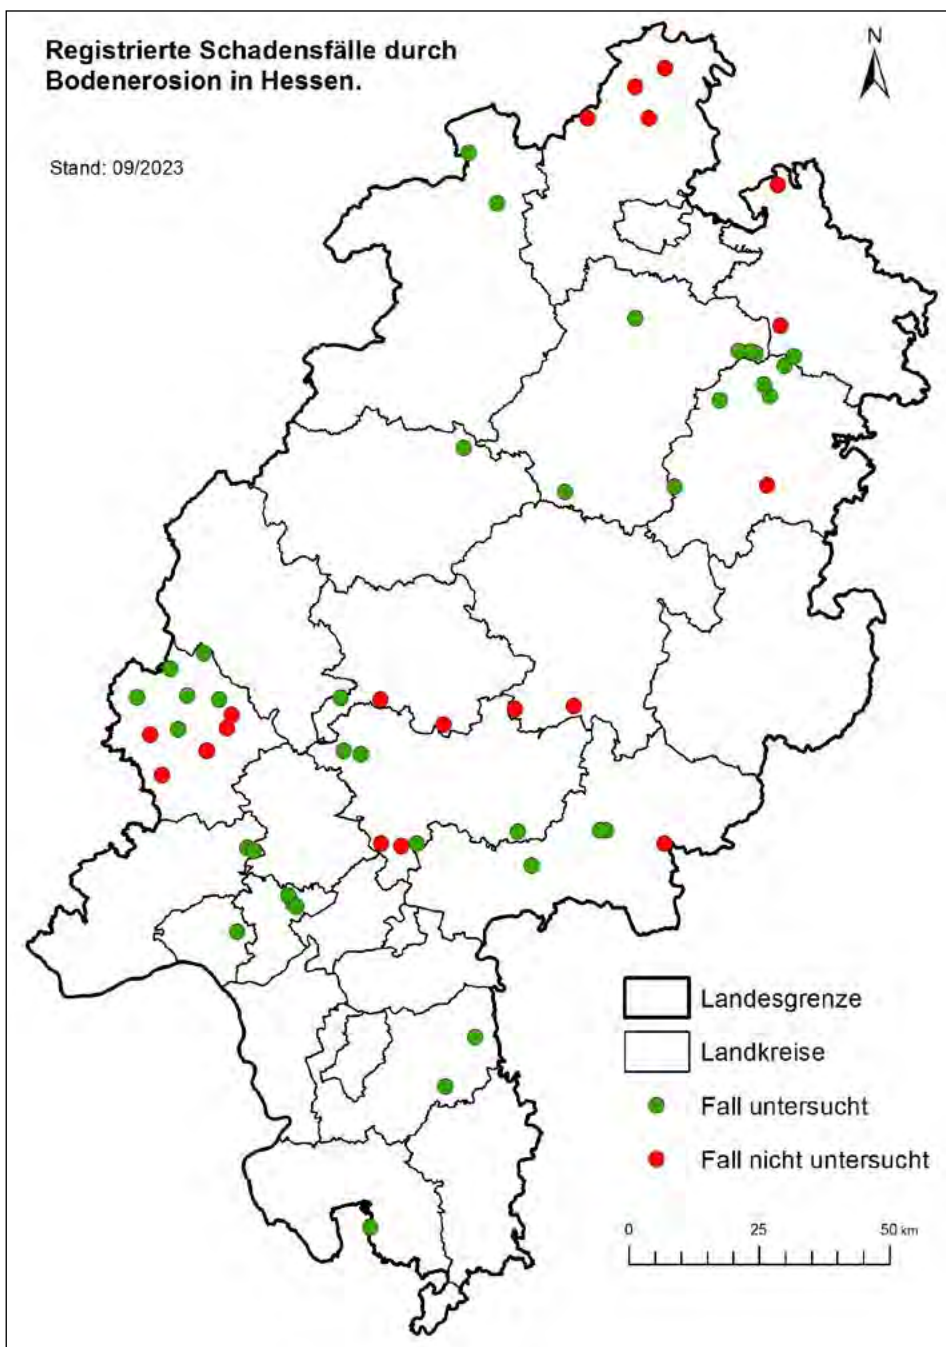 Registrierte Schadensfälle durch
Bodenerosion in Hessen.
N
Stand: 09/2023
Landesgrenze
Landkreise
Fall untersucht
Fall nicht untersucht
0 25 50 km